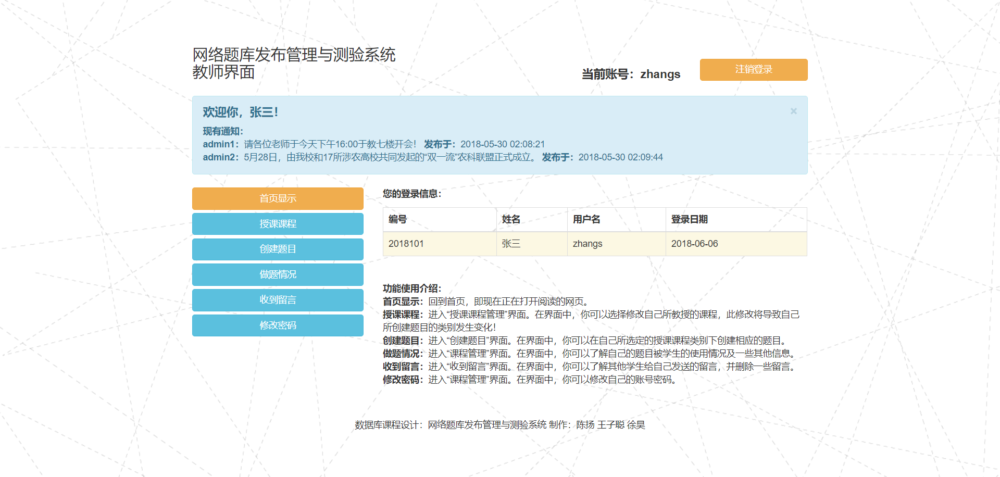 网络题库发布管理与测验系统
教师界面
当前账号：zhangs
注销登录
欢迎你，张三！
×
现有通知：
admin1：请各位老师于今天下午16:00于教七楼开会！ 发布于：2018-05-30 02:08:21
admin2：5月28日，由我校和17所涉农高校共同发起的“双一流”农科联盟正式成立。 发布于：2018-05-30 02:09:44
首页显示
授课课程
创建题目
做题情况
收到留言
修改密码
您的登录信息：
编号 姓名 用户名 登录日期
2018101 张三 zhangs 2018-06-06
功能使用介绍：
首页显示：回到首页，即现在正在打开阅读的网页。
授课课程：进入“授课课程管理”界面。在界面中，你可以选择修改自己所教授的课程，此修改将导致自己
所创建题目的类别发生变化！
创建题目：进入“创建题目”界面。在界面中，你可以在自己所选定的授课课程类别下创建相应的题目。
做题情况：进入“课程管理”界面。在界面中，你可以了解自己的题目被学生的使用情况及一些其他信息。
收到留言：进入“收到留言”界面。在界面中，你可以了解其他学生给自己发送的留言，并删除一些留言。
修改密码：进入“课程管理”界面。在界面中，你可以修改自己的账号密码。
数据库课程设计：网络题库发布管理与测验系统 制作：陈扬 王子聪 徐昊